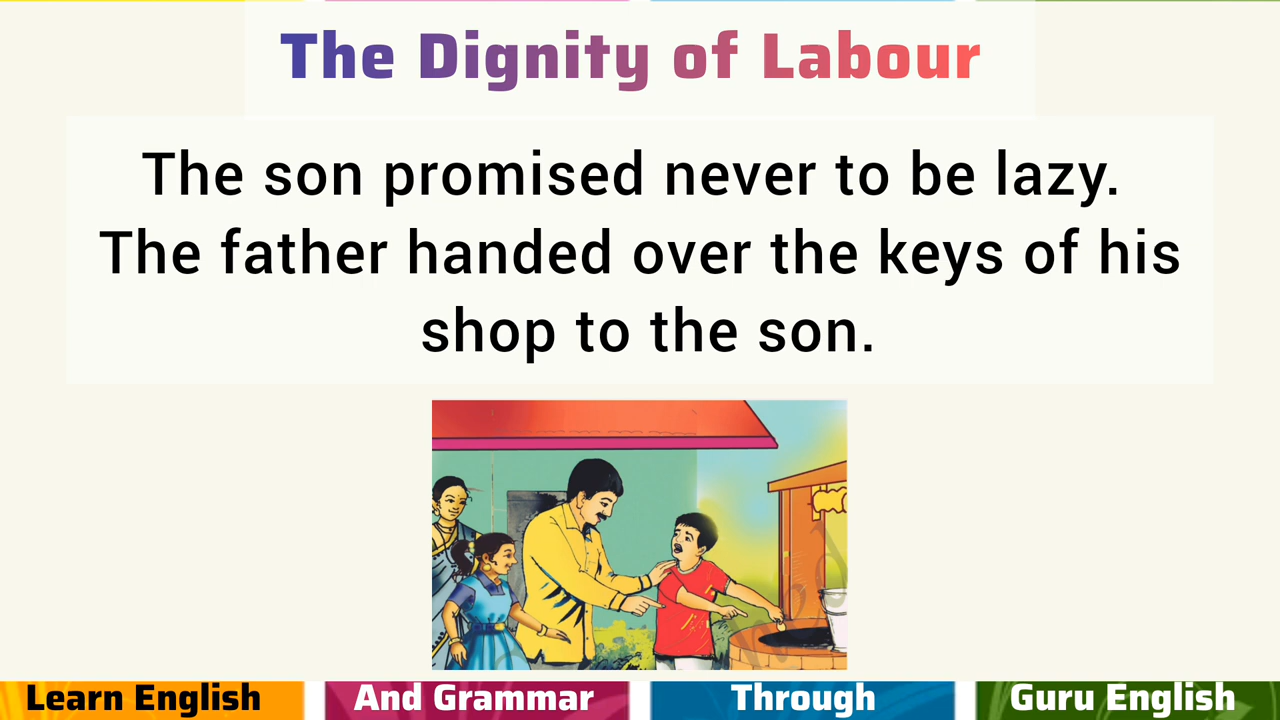 The Dignity of Labour
The son promised never to be lazy.
The father handed over the keys of his
shop to the son.
Learn English And Grammar Through Guru English